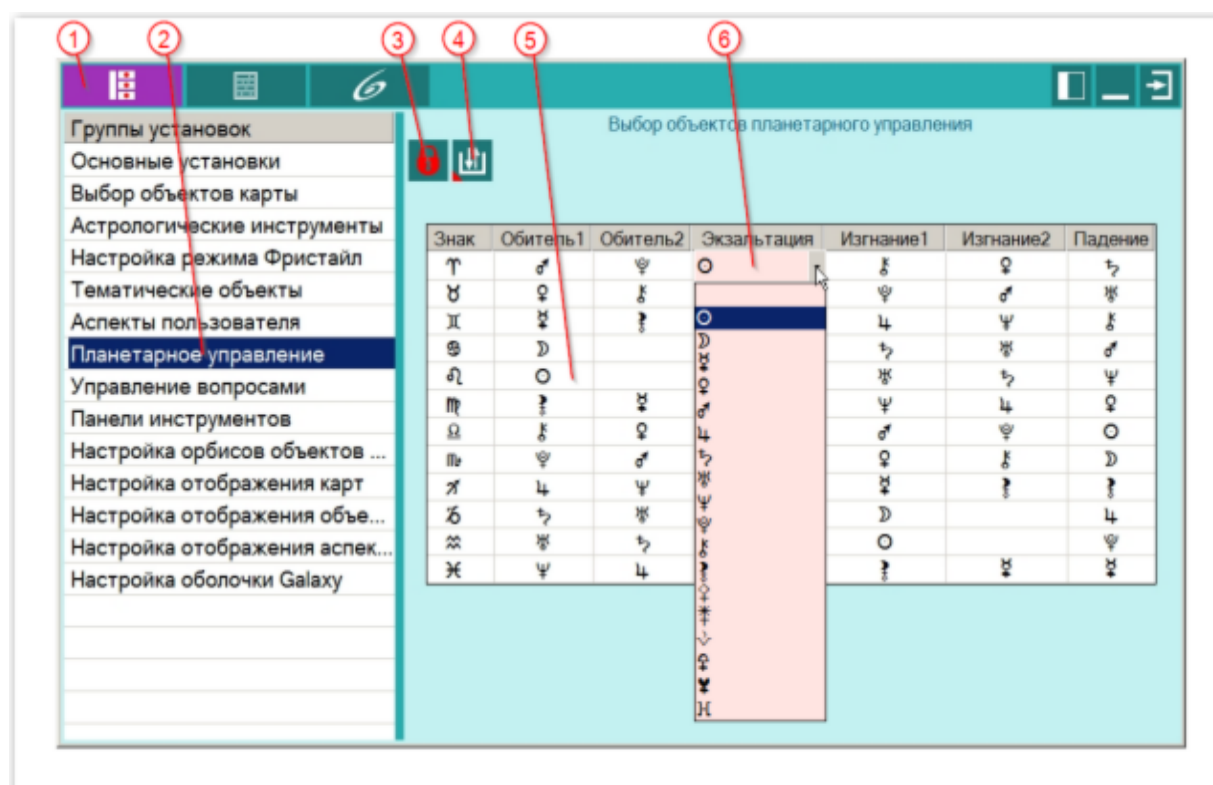 1 2 3 4 5 6
Выбор объектов планетарного управления
Группы установок
Основные установки
Выбор объектов карты
Астрологические инструменты
Настройка режима Фристайл
Тематические объекты
Аспекты пользователя
Планетарное управление
Управление вопросами
Панели инструментов
Настройка орбисов объектов ...
Настройка отображения карт
Настройка отображения объе...
Настройка отображения аспек...
Настройка оболочки Galaxy
Знак Обитель1 Обитель2 Экзальтация Изгнание1 Изгнание2 Падение